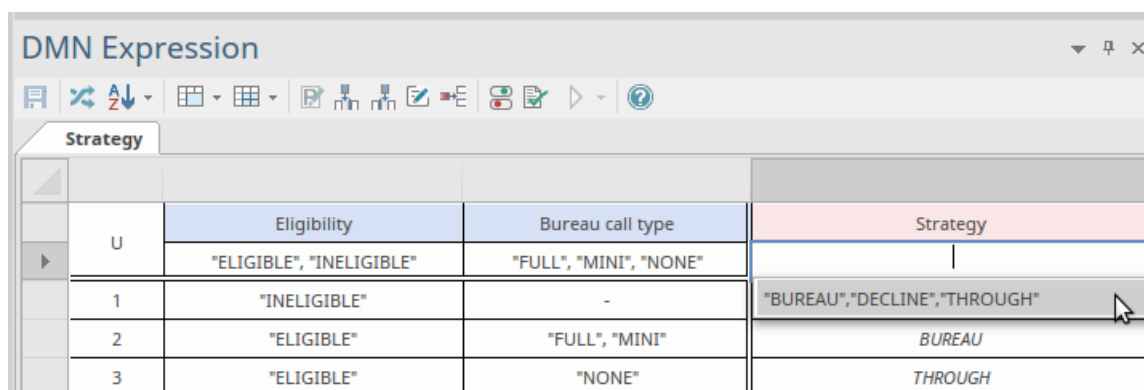 DMN Expression
Strategy
U Eligibility Bureau call type Strategy
"ELIGIBLE", "INELIGIBLE" "FULL", "MINI", "NONE"
1 "INELIGIBLE" - "BUREAU","DECLINE","THROUGH"
2 "ELIGIBLE" "FULL", "MINI" BUREAU
3 "ELIGIBLE" "NONE" THROUGH